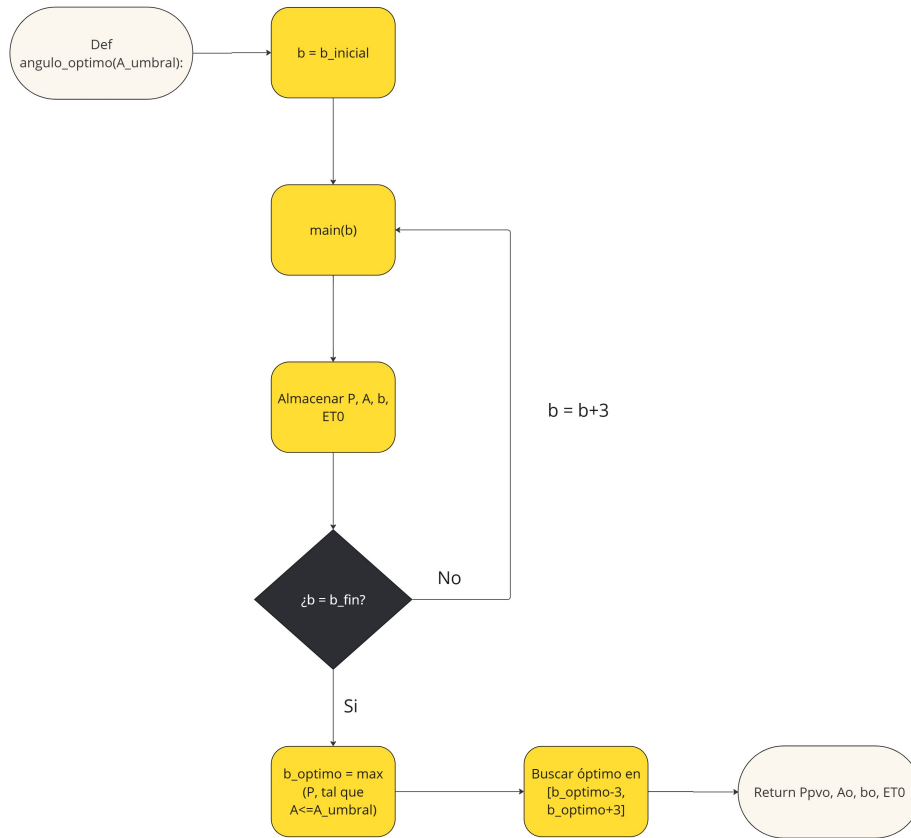 Def
angulo_optimo(A_umbral):
b = b_inicial
main(b)
Almacenar P, A, b,
ET0
b = b+3
No
¿b = b_fin?
Si
b_optimo = max
(P, tal que
A<=A_umbral)
Buscar óptimo en
[b_optimo-3,
b_optimo+3]
Return Ppvo, Ao, bo, ET0